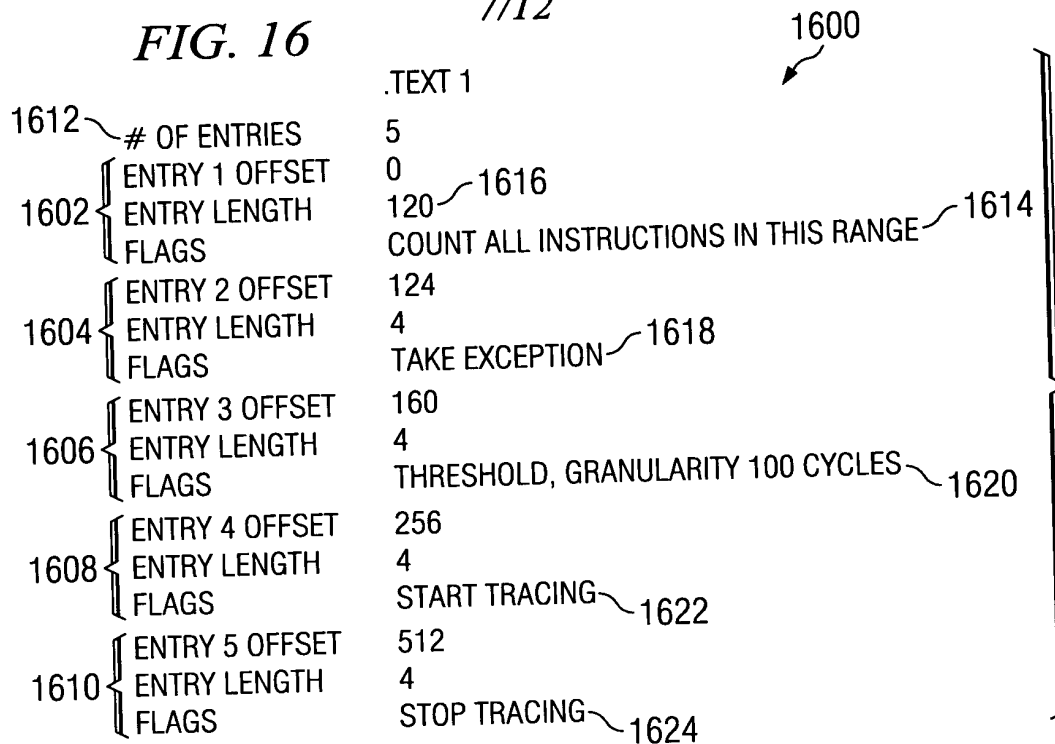 7/12
FIG. 16
1600
.TEXT 1
1612 # OF ENTRIES 5
ENTRY 1 OFFSET 0
1602 ENTRY LENGTH 120 1616
FLAGS COUNT ALL INSTRUCTIONS IN THIS RANGE 1614
ENTRY 2 OFFSET 124
1604 ENTRY LENGTH 4
FLAGS TAKE EXCEPTION 1618
ENTRY 3 OFFSET 160
1606 ENTRY LENGTH 4
FLAGS THRESHOLD, GRANULARITY 100 CYCLES 1620
ENTRY 4 OFFSET 256
1608 ENTRY LENGTH 4
FLAGS START TRACING 1622
ENTRY 5 OFFSET 512
1610 ENTRY LENGTH 4
FLAGS STOP TRACING 1624